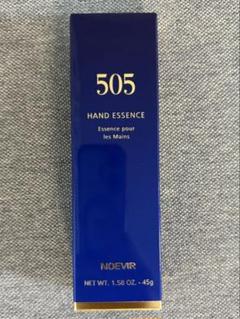 505
HAND ESSENCE
Essence pour
les Mains
NOEVIR
NET WT. 1.58 OZ. - 45g